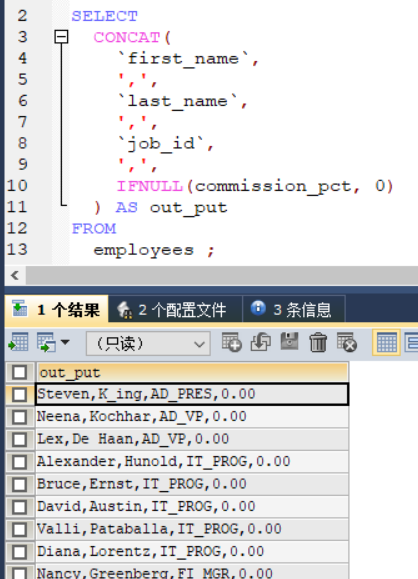 2 SELECT
3 CONCAT(
4 `first_name`,
5 ',',
6 `last_name`,
7 ',',
8 `job_id`,
9 ',',
10 IFNULL(commission_pct, 0)
11 ) AS out_put
12 FROM
13 employees ;
1 个结果 2 个配置文件 3 条信息
（只读）
out_put
Steven,K_ing,AD_PRES,0.00
Neena,Kochhar,AD_VP,0.00
Lex,De Haan,AD_VP,0.00
Alexander,Hunold,IT_PROG,0.00
Bruce,Ernst,IT_PROG,0.00
David,Austin,IT_PROG,0.00
Valli,Pataballa,IT_PROG,0.00
Diana,Lorentz,IT_PROG,0.00
Nancy,Greenberg,FI_MGR,0.00